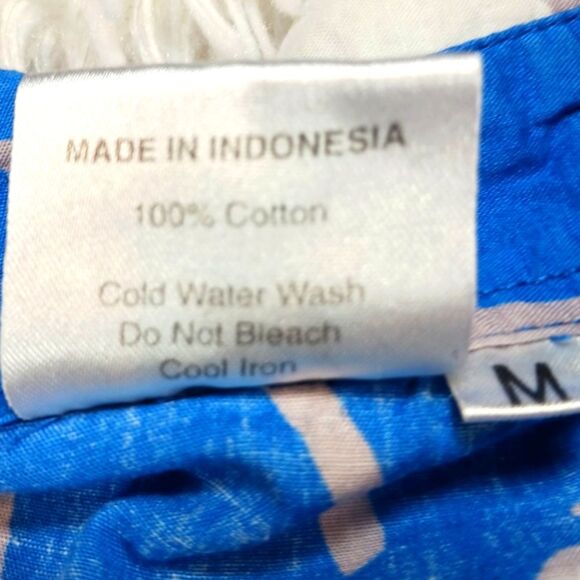 MADE IN INDONESIA
100% Cotton
Cold Water Wash
Do Not Bleach
Cool Iron
M